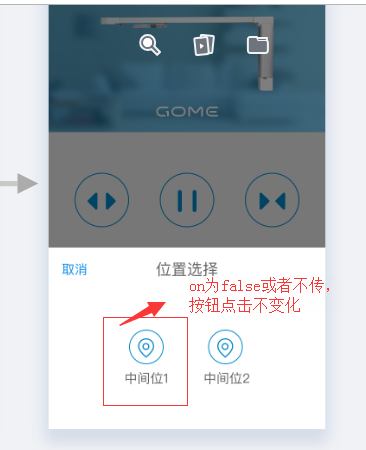 GOME
取消
位置选择
on为false或者不传，
按钮点击不变化
中间位1
中间位2